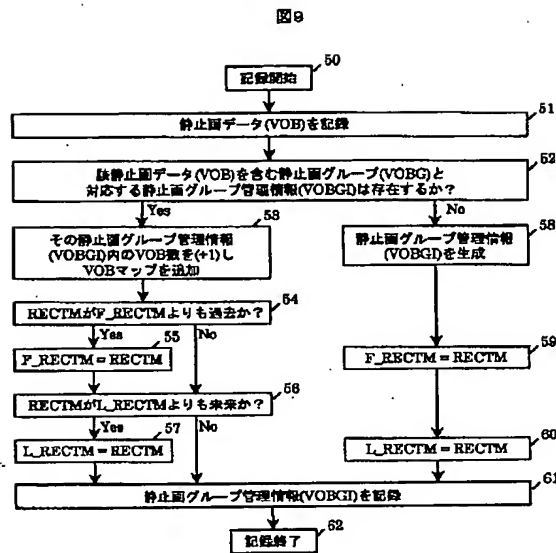 図9
50
記録開始
51
静止画データ(VOB)を記録
52
該静止画データ(VOB)を含む静止画グループ(VOBG)と
対応する静止画グループ管理情報(VOBGI)は存在するか?
Yes
53
No
58
その静止画グループ管理情報
(VOBGI)内のVOB数を(+1)し
VOBマップを追加
静止画グループ管理情報
(VOBGI)を生成
54
RECTMがF_RECTMよりも過去か?
Yes
55
No
59
F_RECTM=RECTM
F_RECTM=RECTM
56
RECTMがL_RECTMよりも未来か?
Yes
57
No
60
L_RECTM=RECTM
L_RECTM=RECTM
61
静止画グループ管理情報(VOBGI)を記録
62
記録終了